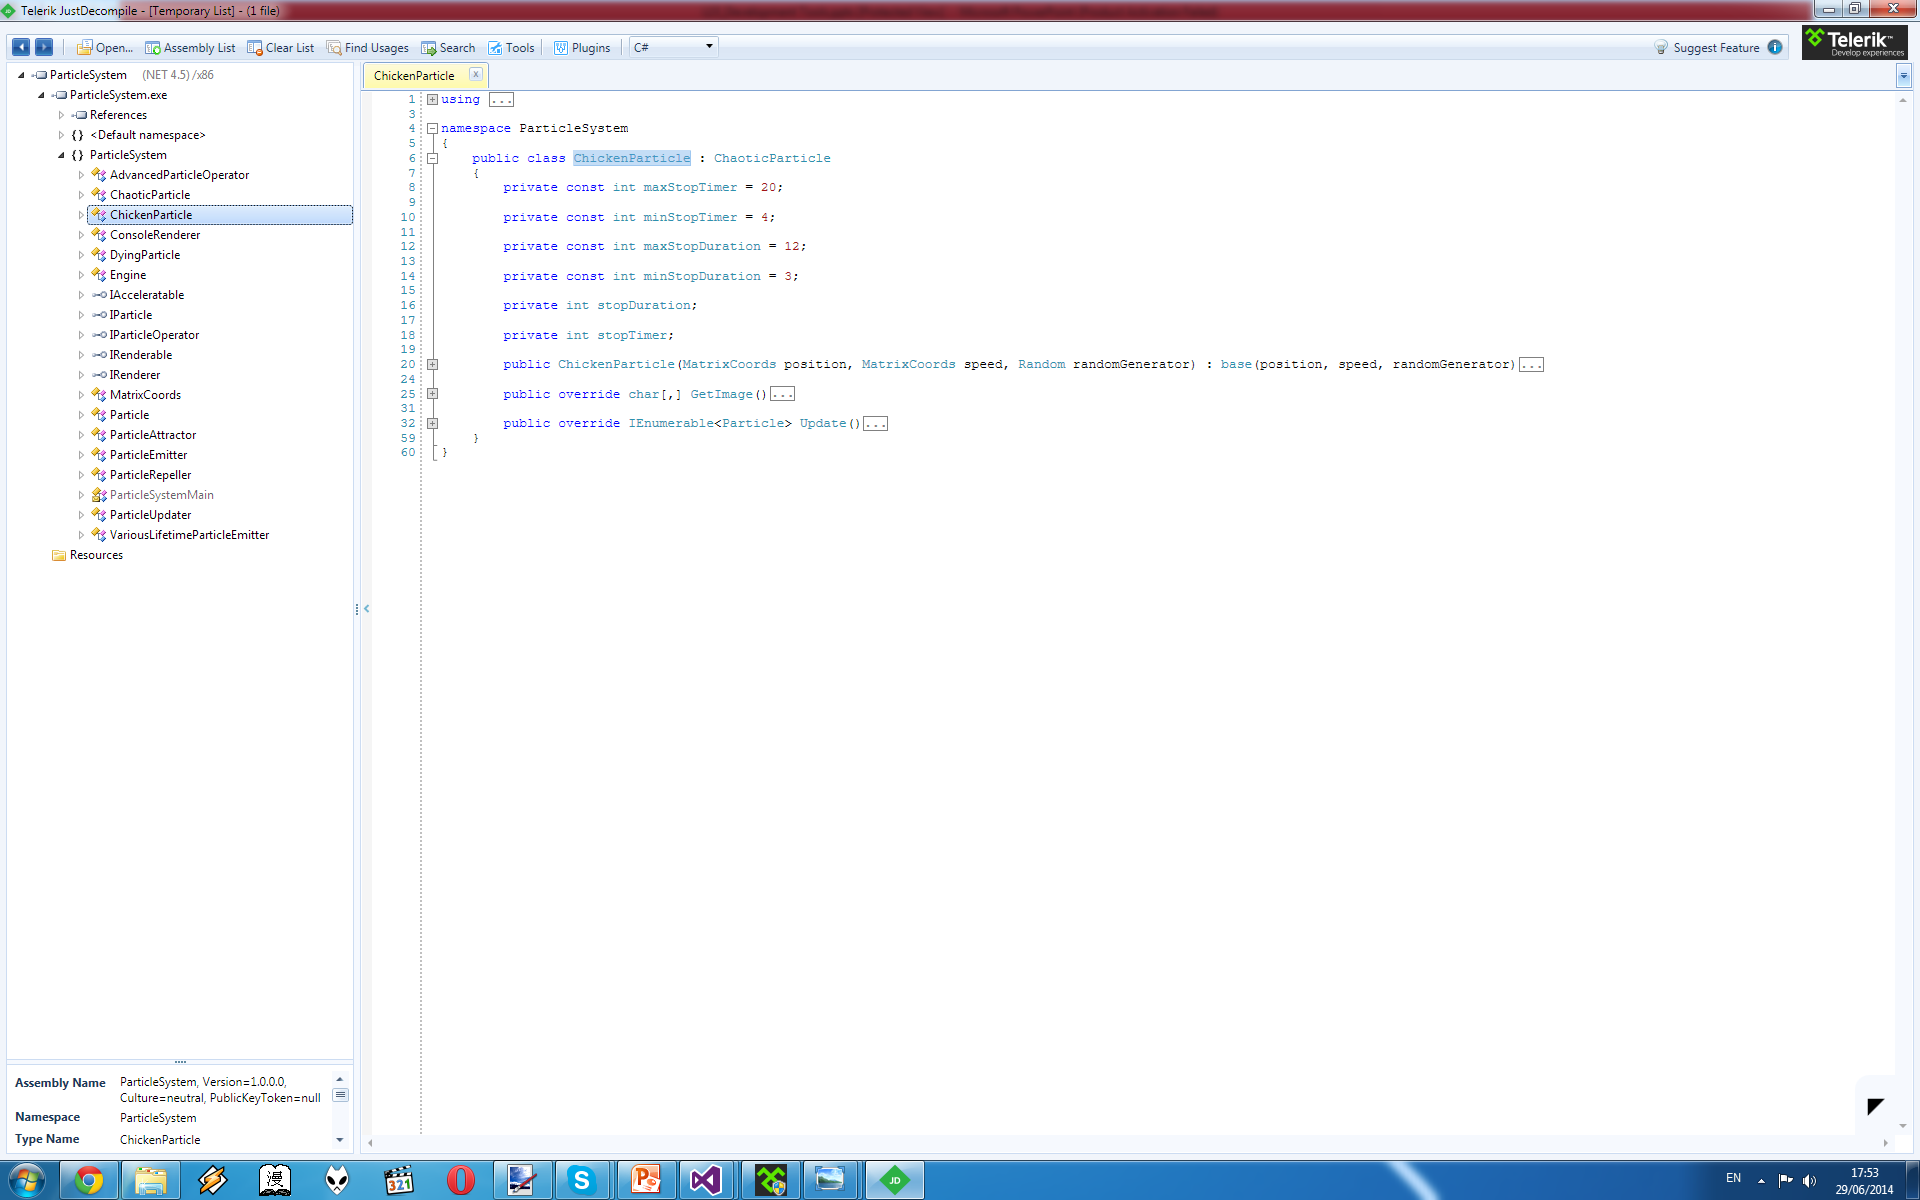 Telerik JustDecompile - [Temporary List] - (1 file)
Open... Assembly List Clear List Find Usages Search Tools Plugins C# Suggest Feature
Telerik™
Develop experiences
ParticleSystem (NET 4.5) /x86
ParticleSystem.exe
References
{} <Default namespace>
{} ParticleSystem
AdvancedParticleOperator
ChaoticParticle
ChickenParticle
ConsoleRenderer
DyingParticle
Engine
IAcceleratable
IParticle
IParticleOperator
IRenderable
IRenderer
MatrixCoords
Particle
ParticleAttractor
ParticleEmitter
ParticleRepeller
ParticleSystemMain
ParticleUpdater
VariousLifetimeParticleEmitter
Resources
Assembly Name ParticleSystem, Version=1.0.0.0,
Culture=neutral, PublicKeyToken=null
Namespace ParticleSystem
Type Name ChickenParticle
ChickenParticle x
1 using ...
3
4 namespace ParticleSystem
5 {
6 public class ChickenParticle : ChaoticParticle
7 {
8 private const int maxStopTimer = 20;
9
10 private const int minStopTimer = 4;
11
12 private const int maxStopDuration = 12;
13
14 private const int minStopDuration = 3;
15
16 private int stopDuration;
17
18 private int stopTimer;
19
20 public ChickenParticle(MatrixCoords position, MatrixCoords speed, Random randomGenerator) : base(position, speed, randomGenerator)...
24
25 public override char[,] GetImage()...
31
32 public override IEnumerable<Particle> Update()...
59 }
60 }
漫
321
S
P
JD
EN
17:53
29/06/2014